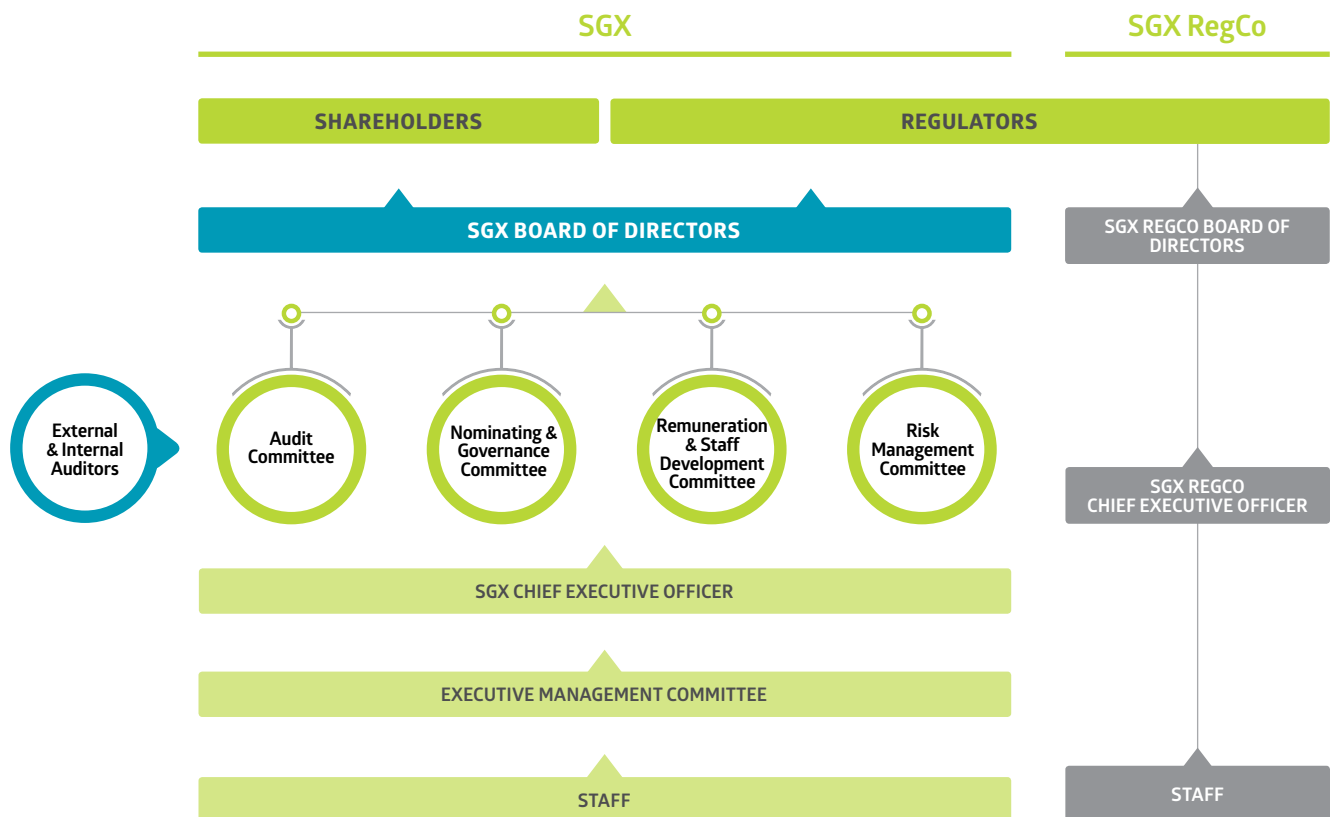 SGX
SGX RegCo
SHAREHOLDERS
REGULATORS
SGX BOARD OF DIRECTORS
SGX REGCO BOARD OF
DIRECTORS
External
& Internal
Auditors
Audit
Committee
Nominating &
Governance
Committee
Remuneration
& Staff
Development
Committee
Risk
Management
Committee
SGX REGCO
CHIEF EXECUTIVE OFFICER
SGX CHIEF EXECUTIVE OFFICER
EXECUTIVE MANAGEMENT COMMITTEE
STAFF
STAFF